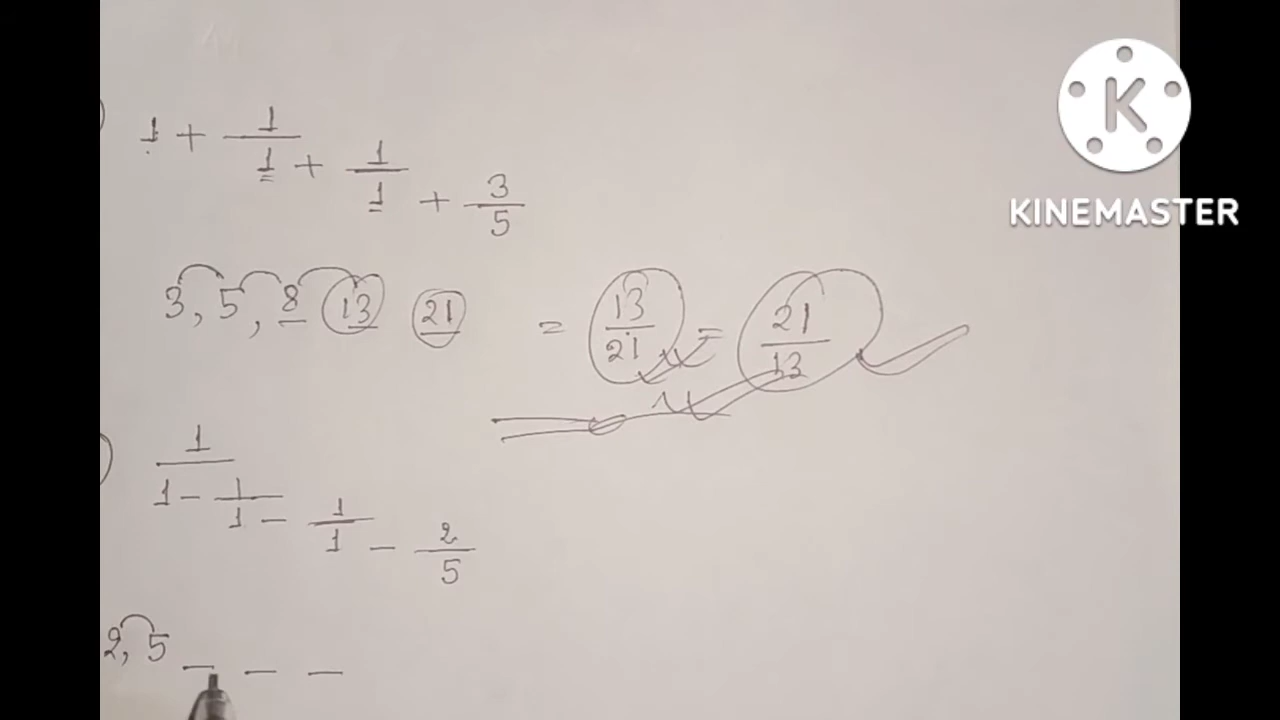 1 + 1
1 + 1
1 + 3
5
3, 5, 8 13 21 = 13/21 = 21/13
1
1 - 1
1 - 1
1 - 2
5
2, 5 _ _ _
K
KINEMASTER